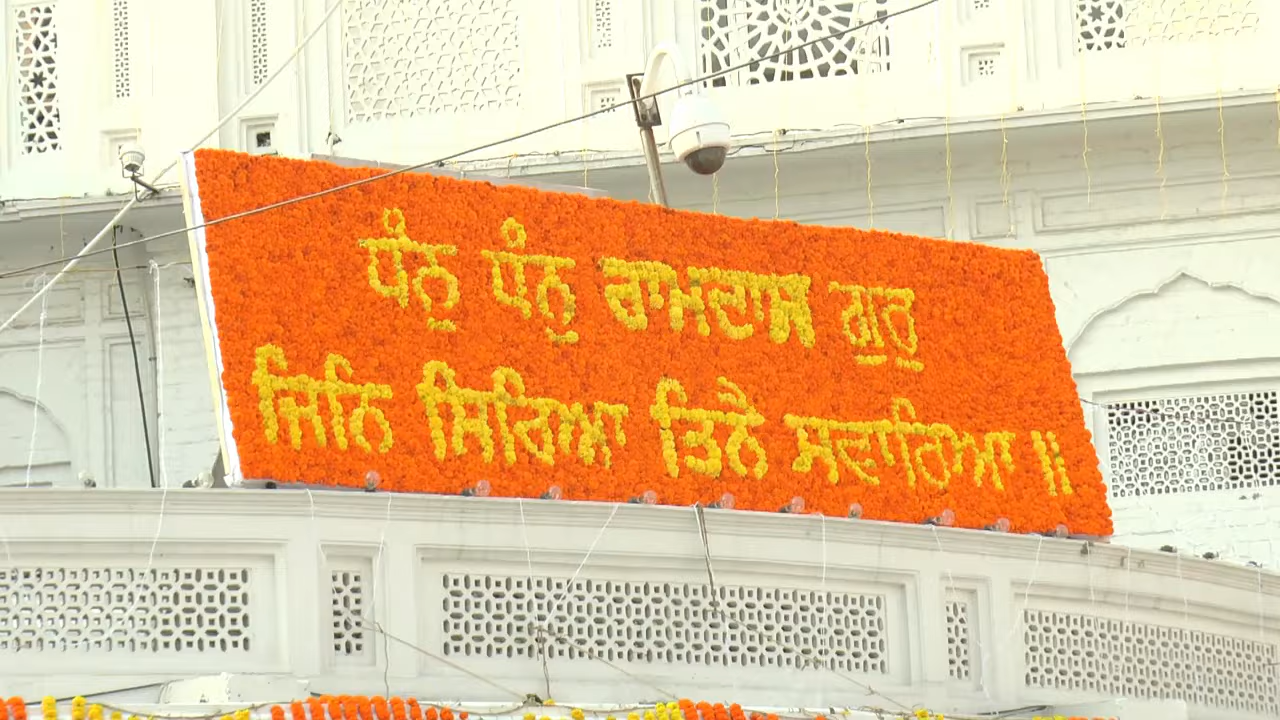 ਧੰਨੁ ਧੰਨੁ ਰਾਮਦਾਸ ਗੁਰੁ
ਜਿਨਿ ਸਿਰਿਆ ਤਿਨੈ ਸਵਾਰਿਆ ॥